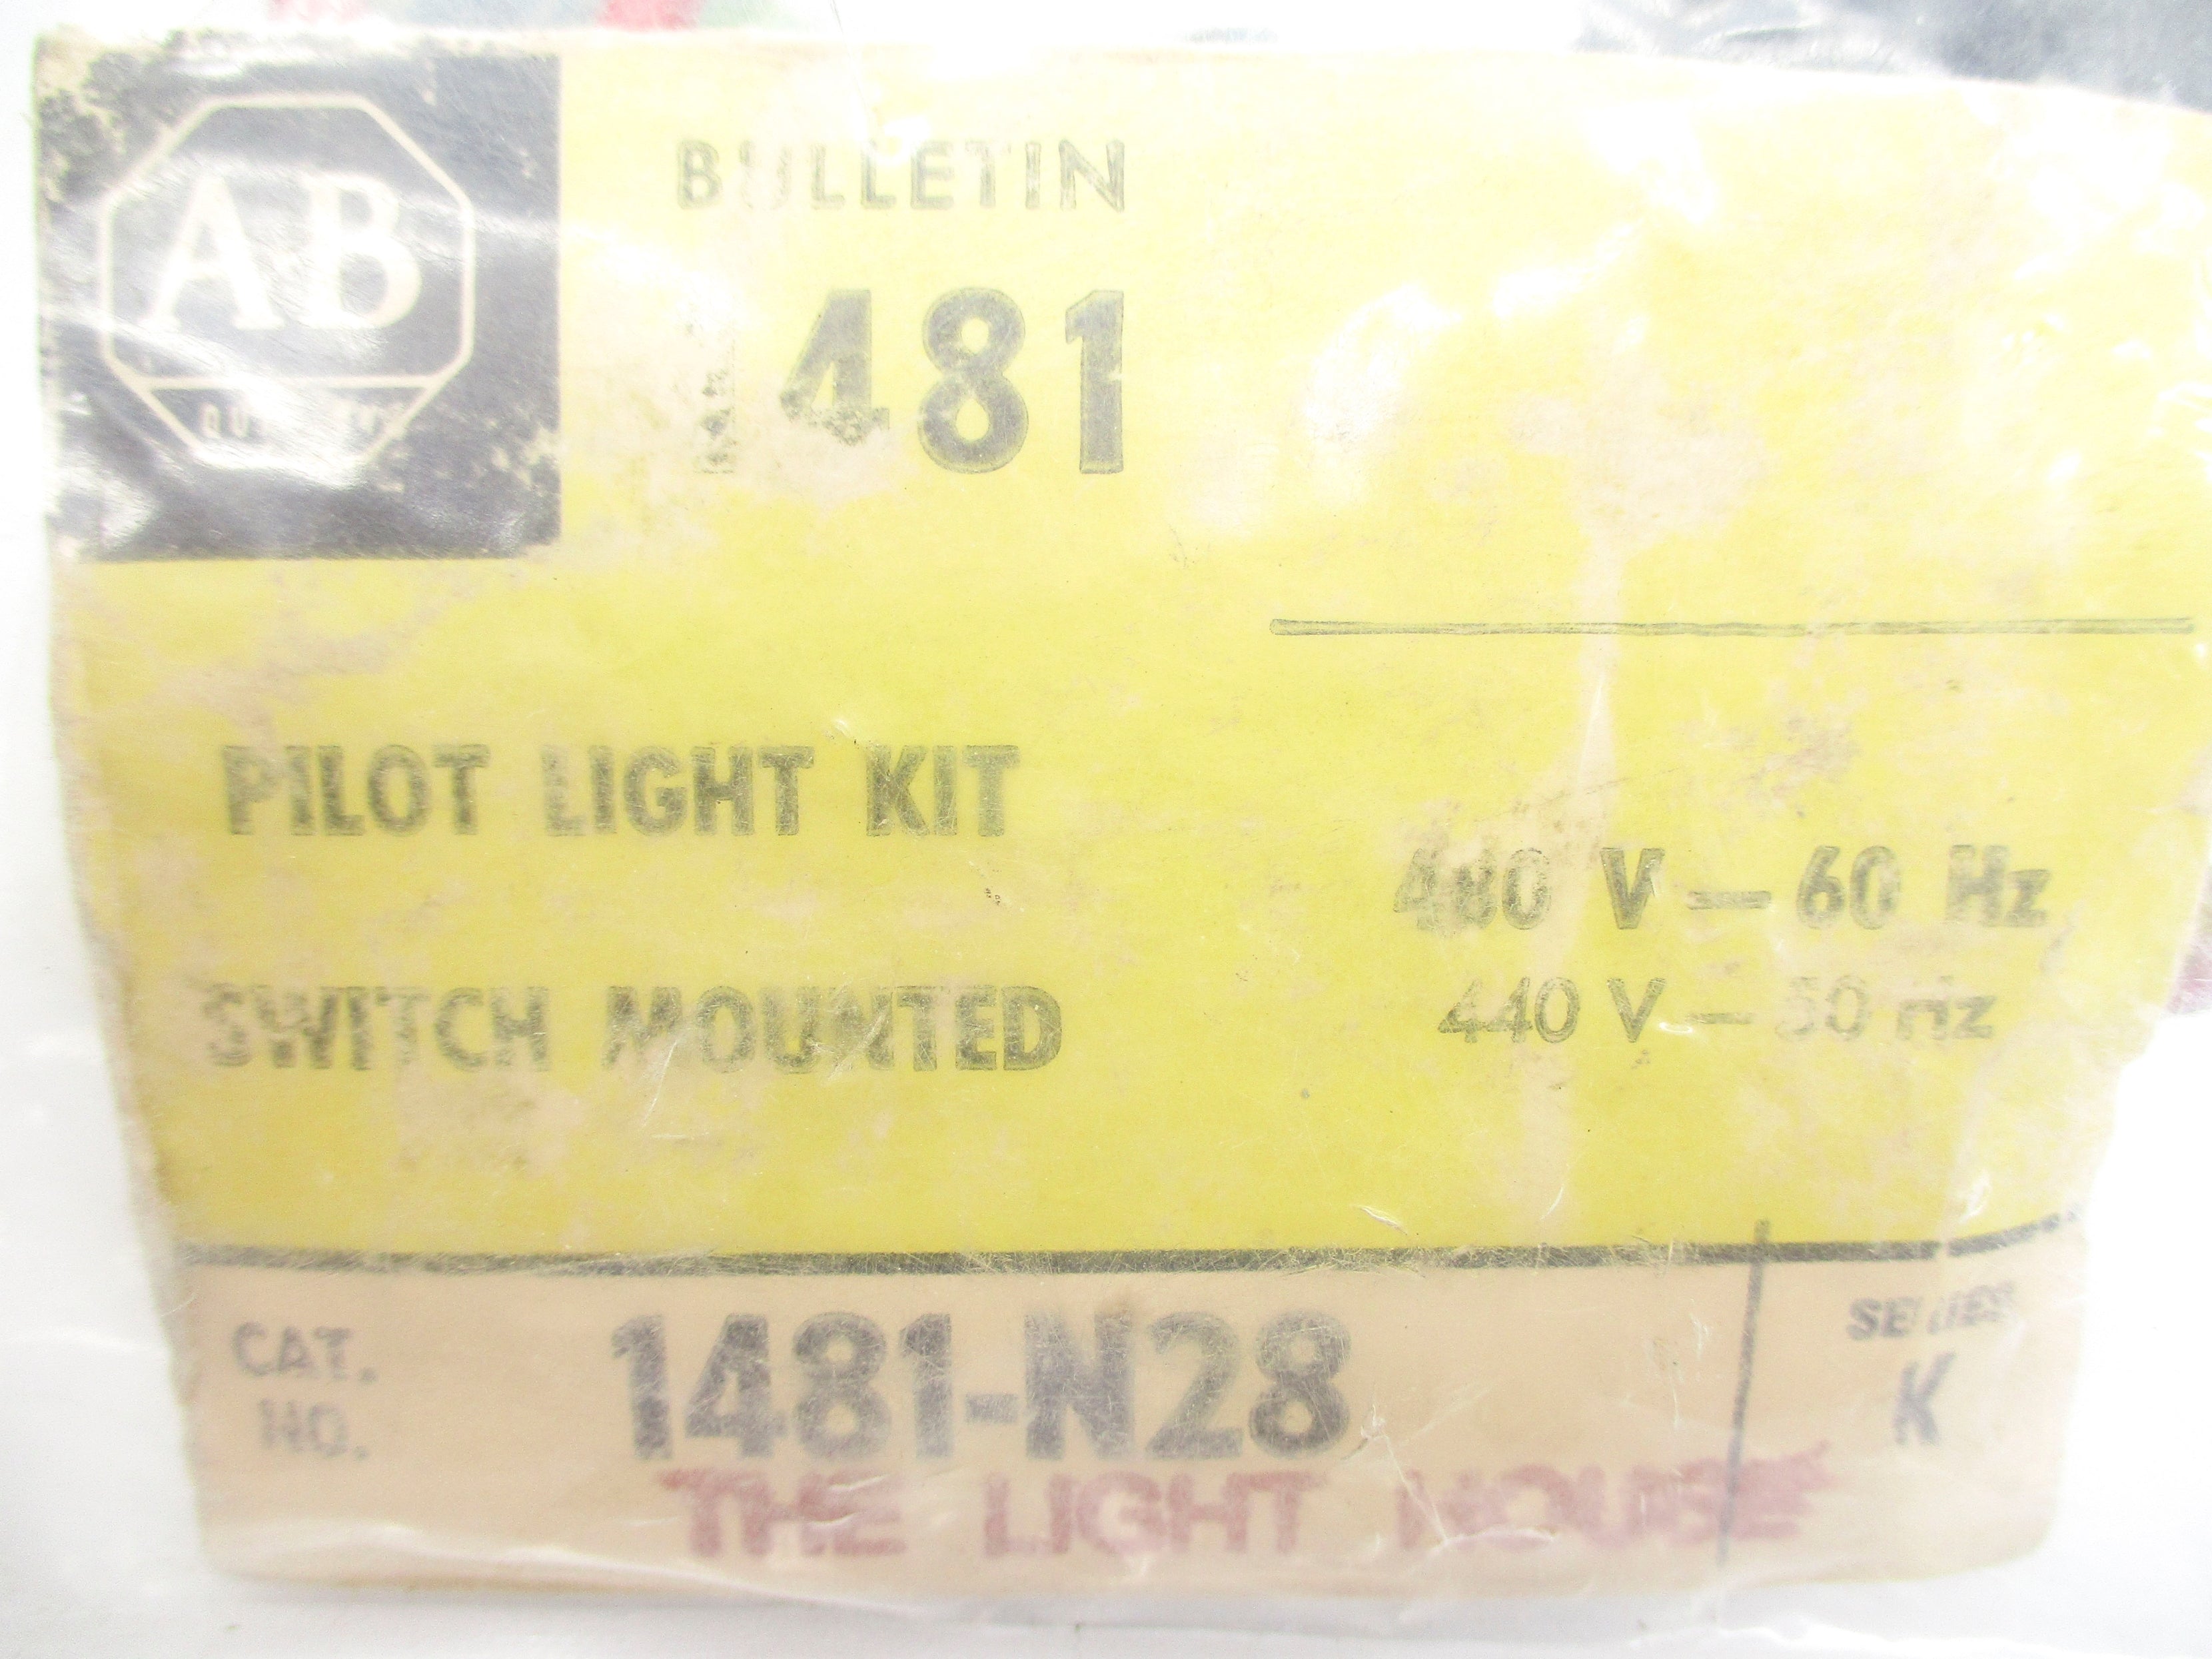 AB
BULLETIN
1481
PILOT LIGHT KIT
480 V — 60 Hz
SWITCH MOUNTED
440 V — 50 Hz
CAT. NO.
1481-N28
SERIES
K
THE LIGHT HOUSE